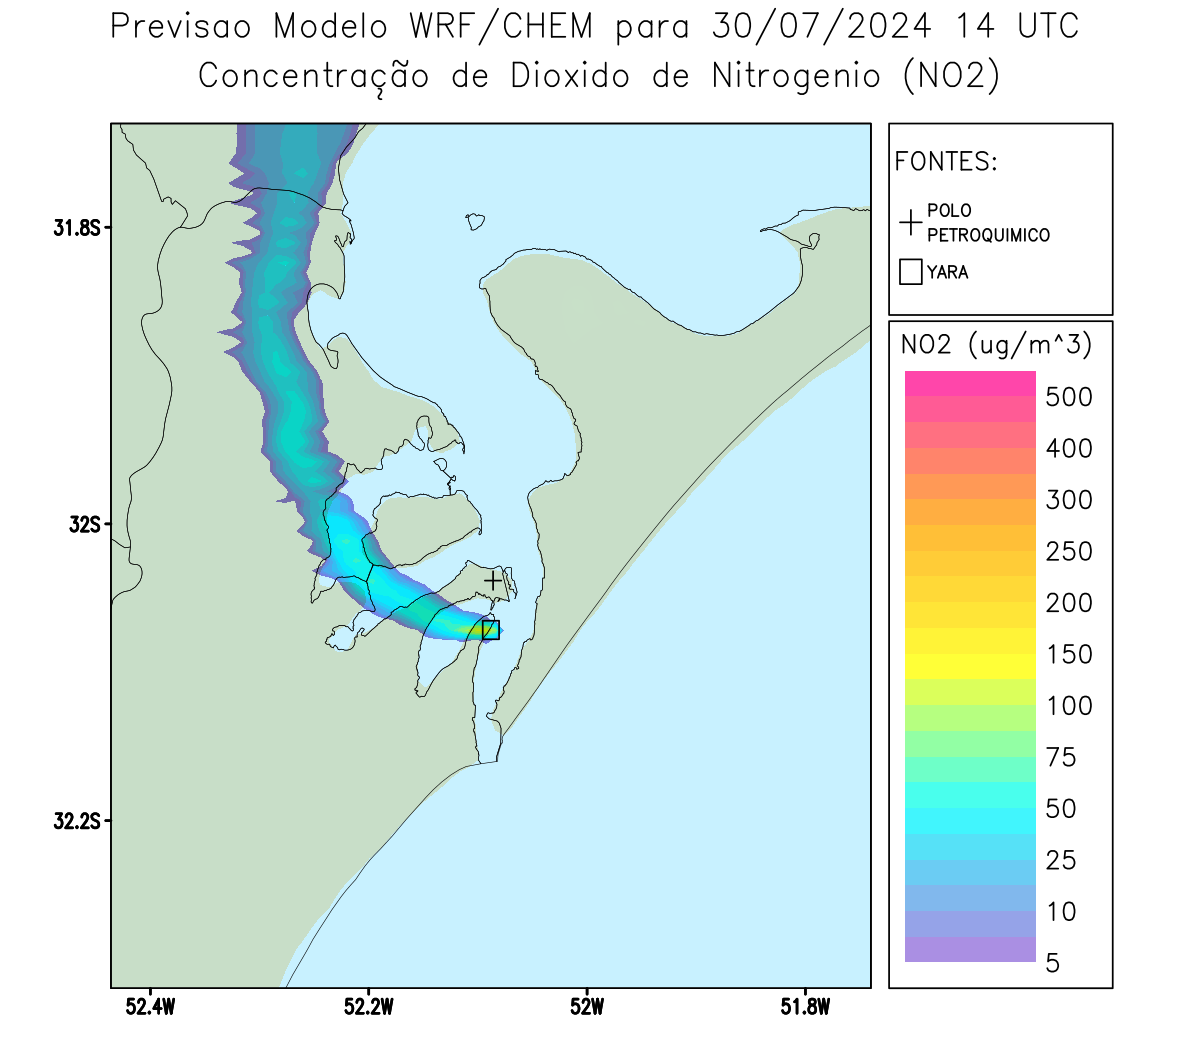 Previsao Modelo WRF/CHEM para 30/07/2024 14 UTC
Concentração de Dioxido de Nitrogenio (NO2)
FONTES:
POLO
PETROQUIMICO
YARA
NO2 (ug/m^3)
500
400
300
250
200
150
100
75
50
25
10
5
31.8S
32S
32.2S
52.4W
52.2W
52W
51.8W